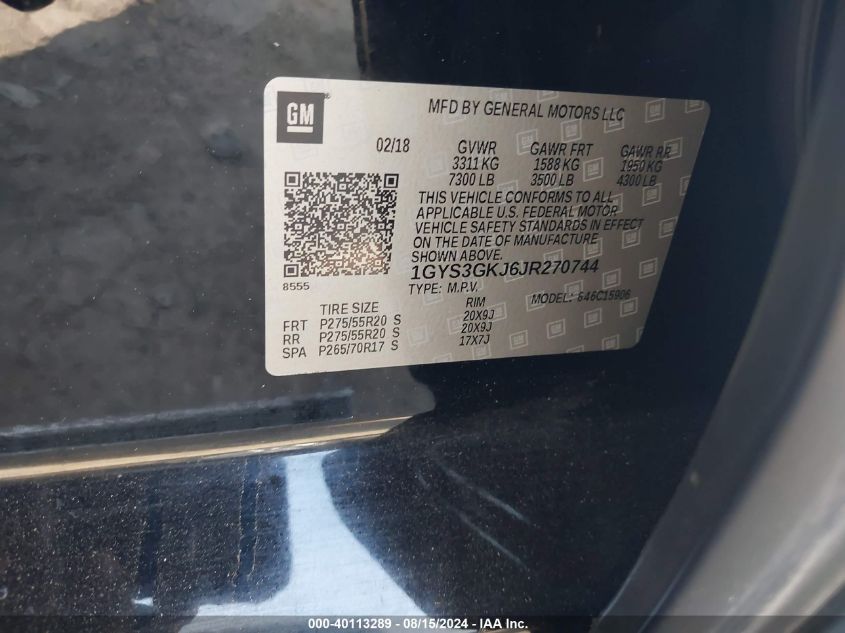 GM ®
MFD BY GENERAL MOTORS LLC
02/18 GVWR GAWR FRT GAWR RR
3311 KG 1588 KG 1950 KG
7300 LB 3500 LB 4300 LB
THIS VEHICLE CONFORMS TO ALL
APPLICABLE U.S. FEDERAL MOTOR
VEHICLE SAFETY STANDARDS IN EFFECT
ON THE DATE OF MANUFACTURE
SHOWN ABOVE.
8555 1GYS3GKJ6JR270744
TYPE: M.P.V. MODEL: 646C15906
TIRE SIZE RIM
FRT P275/55R20 S 20X9J
RR P275/55R20 S 20X9J
SPA P265/70R17 S 17X7J
000-40113289 - 08/15/2024 - IAA Inc.